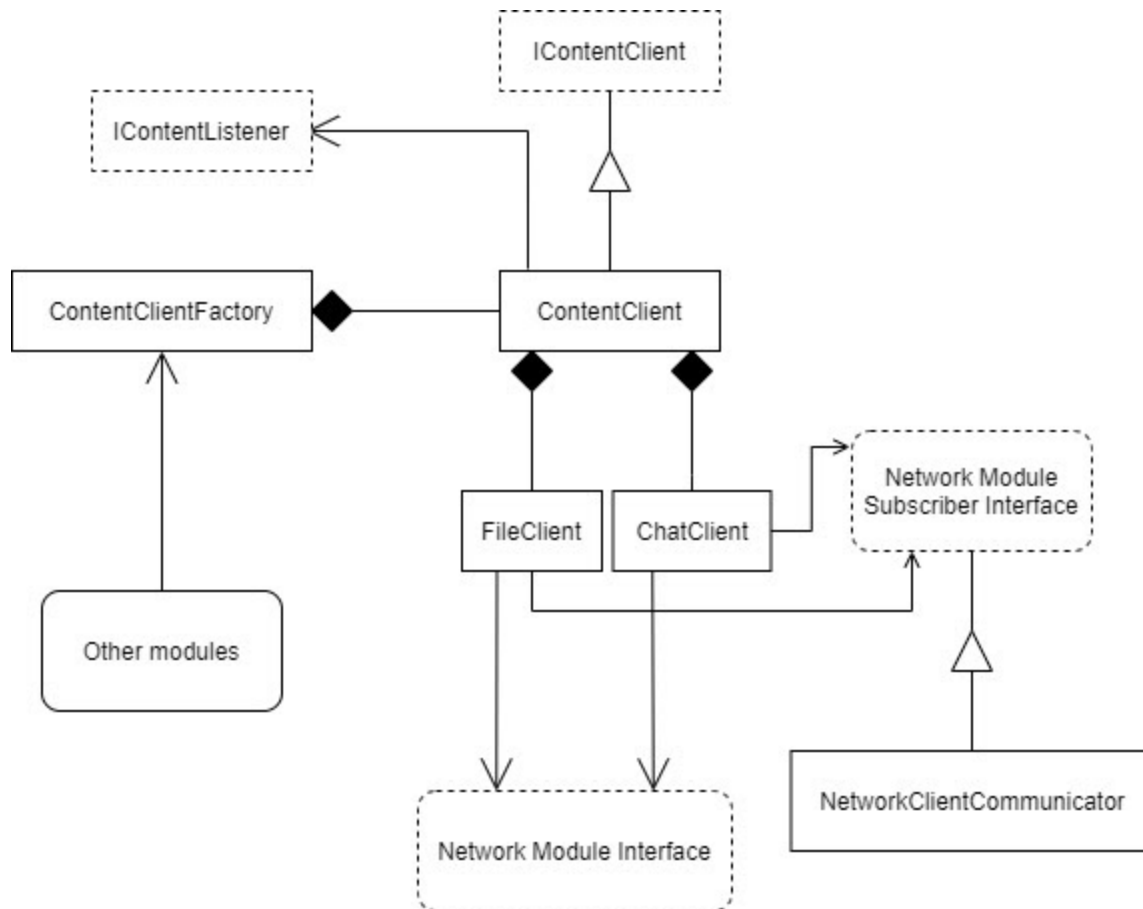 IContentClient
IContentListener
ContentClientFactory
ContentClient
Network Module
Subscriber Interface
FileClient
ChatClient
Other modules
NetworkClientCommunicator
Network Module Interface